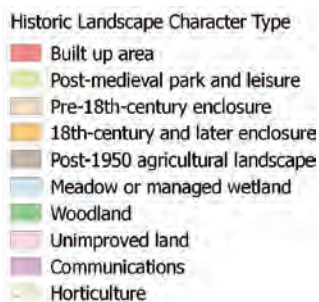 Historic Landscape Character Type
Built up area
Post-medieval park and leisure
Pre-18th-century enclosure
18th-century and later enclosure
Post-1950 agricultural landscape
Meadow or managed wetland
Woodland
Unimproved land
Communications
Horticulture